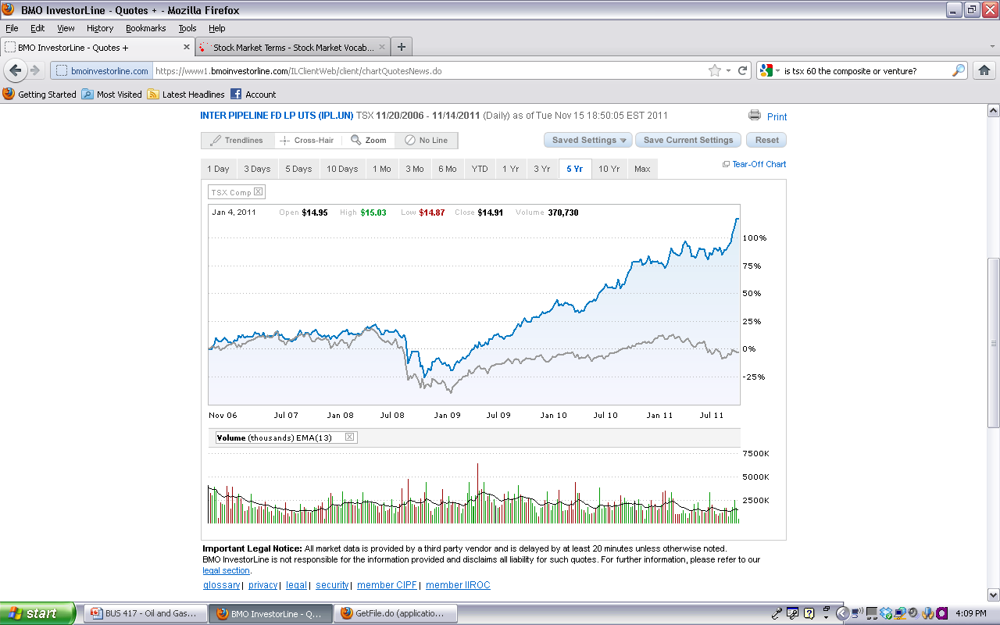 BMO InvestorLine - Quotes + - Mozilla Firefox
File Edit View History Bookmarks Tools Help
BMO InvestorLine - Quotes + Stock Market Terms - Stock Market Vocab...
bmoinvestorline.com https://www1.bmoinvestorline.com/ILClientWeb/client/chartQuotesNews.do is tsx 60 the composite or venture?
Getting Started Most Visited Latest Headlines Account
INTER PIPELINE FD LP UTS (IPL.UN) TSX 11/20/2006 - 11/14/2011 (Daily) as of Tue Nov 15 18:50:05 EST 2011 Print
Trendlines Cross-Hair Zoom No Line Saved Settings Save Current Settings Reset
1 Day 3 Days 5 Days 10 Days 1 Mo 3 Mo 6 Mo YTD 1 Yr 3 Yr 5 Yr 10 Yr Max Tear-Off Chart
TSX Comp
Jan 4, 2011 Open $14.95 High $15.03 Low $14.87 Close $14.91 Volume 370,730
100%
75%
50%
25%
0%
-25%
Nov 06 Jul 07 Jan 08 Jul 08 Jan 09 Jul 09 Jan 10 Jul 10 Jan 11 Jul 11
Volume (thousands) EMA(13)
7500K
5000K
2500K
Important Legal Notice: All market data is provided by a third party vendor and is delayed by at least 20 minutes unless otherwise noted.
BMO InvestorLine is not responsible for the information provided and disclaims all liability for such quotes. For further information, please refer to our
legal section.
glossary | privacy | legal | security | member CIPF | member IIROC
start BUS 417 - Oil and Gas... BMO InvestorLine - Q... GetFile.do (applicatio... 4:09 PM